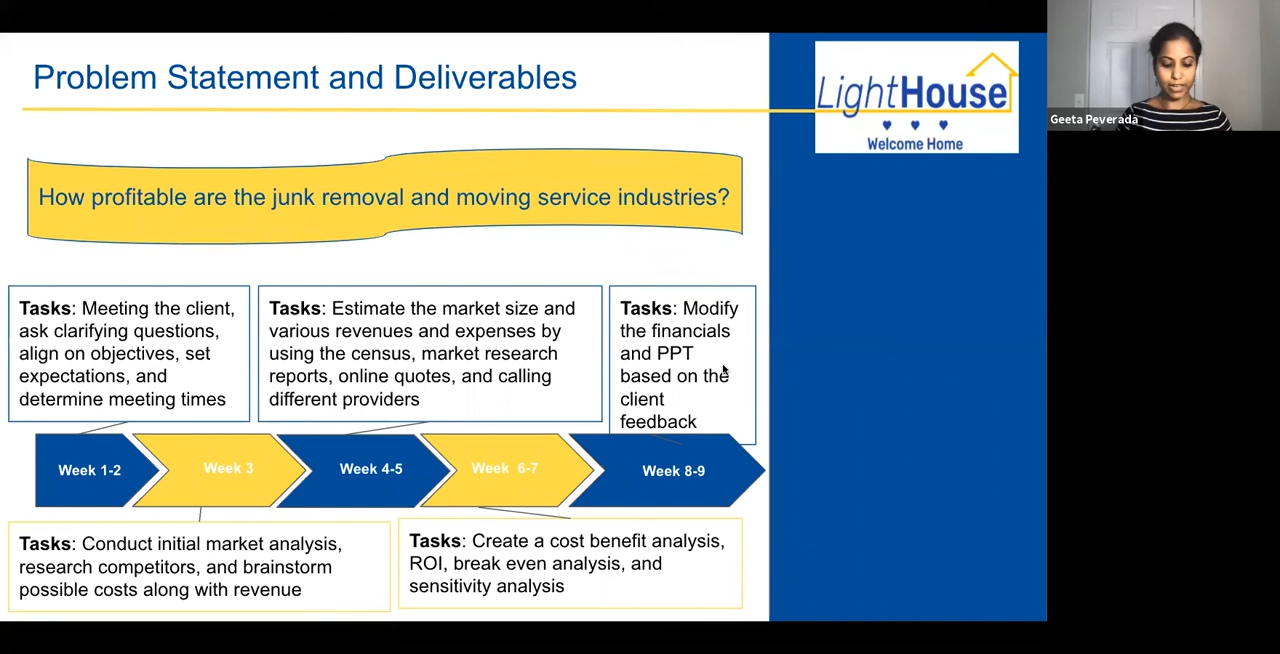 Problem Statement and Deliverables
LightHouse
Welcome Home
Geeta Peverada
How profitable are the junk removal and moving service industries?
Tasks: Meeting the client,
ask clarifying questions,
align on objectives, set
expectations, and
determine meeting times
Tasks: Estimate the market size and
various revenues and expenses by
using the census, market research
reports, online quotes, and calling
different providers
Tasks: Modify
the financials
and PPT
based on the
client
feedback
Week 1-2
Week 3
Week 4-5
Week 6-7
Week 8-9
Tasks: Conduct initial market analysis,
research competitors, and brainstorm
possible costs along with revenue
Tasks: Create a cost benefit analysis,
ROI, break even analysis, and
sensitivity analysis